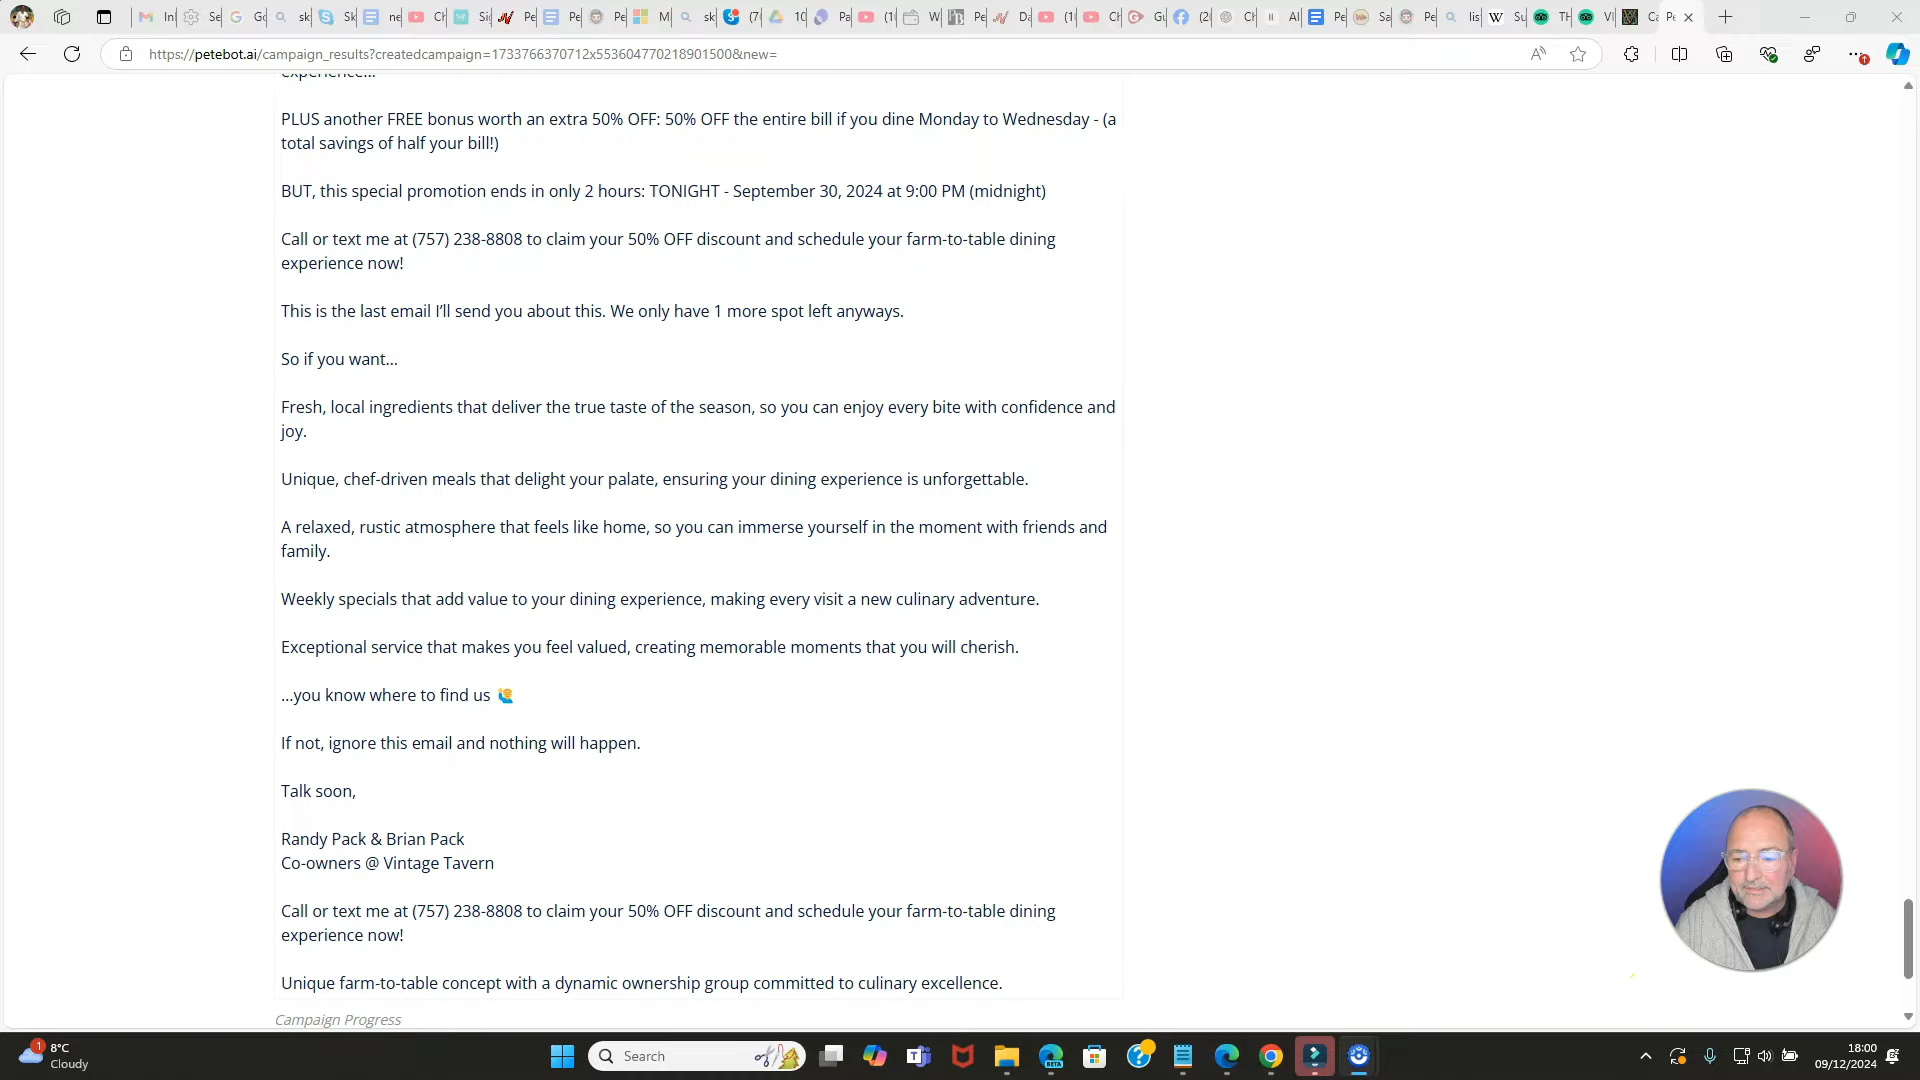 https://petebot.ai/campaign_results?createdcampaign=1733766370712x553604770218901500&new=
experience...
PLUS another FREE bonus worth an extra 50% OFF: 50% OFF the entire bill if you dine Monday to Wednesday - (a
total savings of half your bill!)
BUT, this special promotion ends in only 2 hours: TONIGHT - September 30, 2024 at 9:00 PM (midnight)
Call or text me at (757) 238-8808 to claim your 50% OFF discount and schedule your farm-to-table dining
experience now!
This is the last email I’ll send you about this. We only have 1 more spot left anyways.
So if you want...
Fresh, local ingredients that deliver the true taste of the season, so you can enjoy every bite with confidence and
joy.
Unique, chef-driven meals that delight your palate, ensuring your dining experience is unforgettable.
A relaxed, rustic atmosphere that feels like home, so you can immerse yourself in the moment with friends and
family.
Weekly specials that add value to your dining experience, making every visit a new culinary adventure.
Exceptional service that makes you feel valued, creating memorable moments that you will cherish.
...you know where to find us
If not, ignore this email and nothing will happen.
Talk soon,
Randy Pack & Brian Pack
Co-owners @ Vintage Tavern
Call or text me at (757) 238-8808 to claim your 50% OFF discount and schedule your farm-to-table dining
experience now!
Unique farm-to-table concept with a dynamic ownership group committed to culinary excellence.
Campaign Progress
1
8°C
Cloudy
Search
18:00
09/12/2024